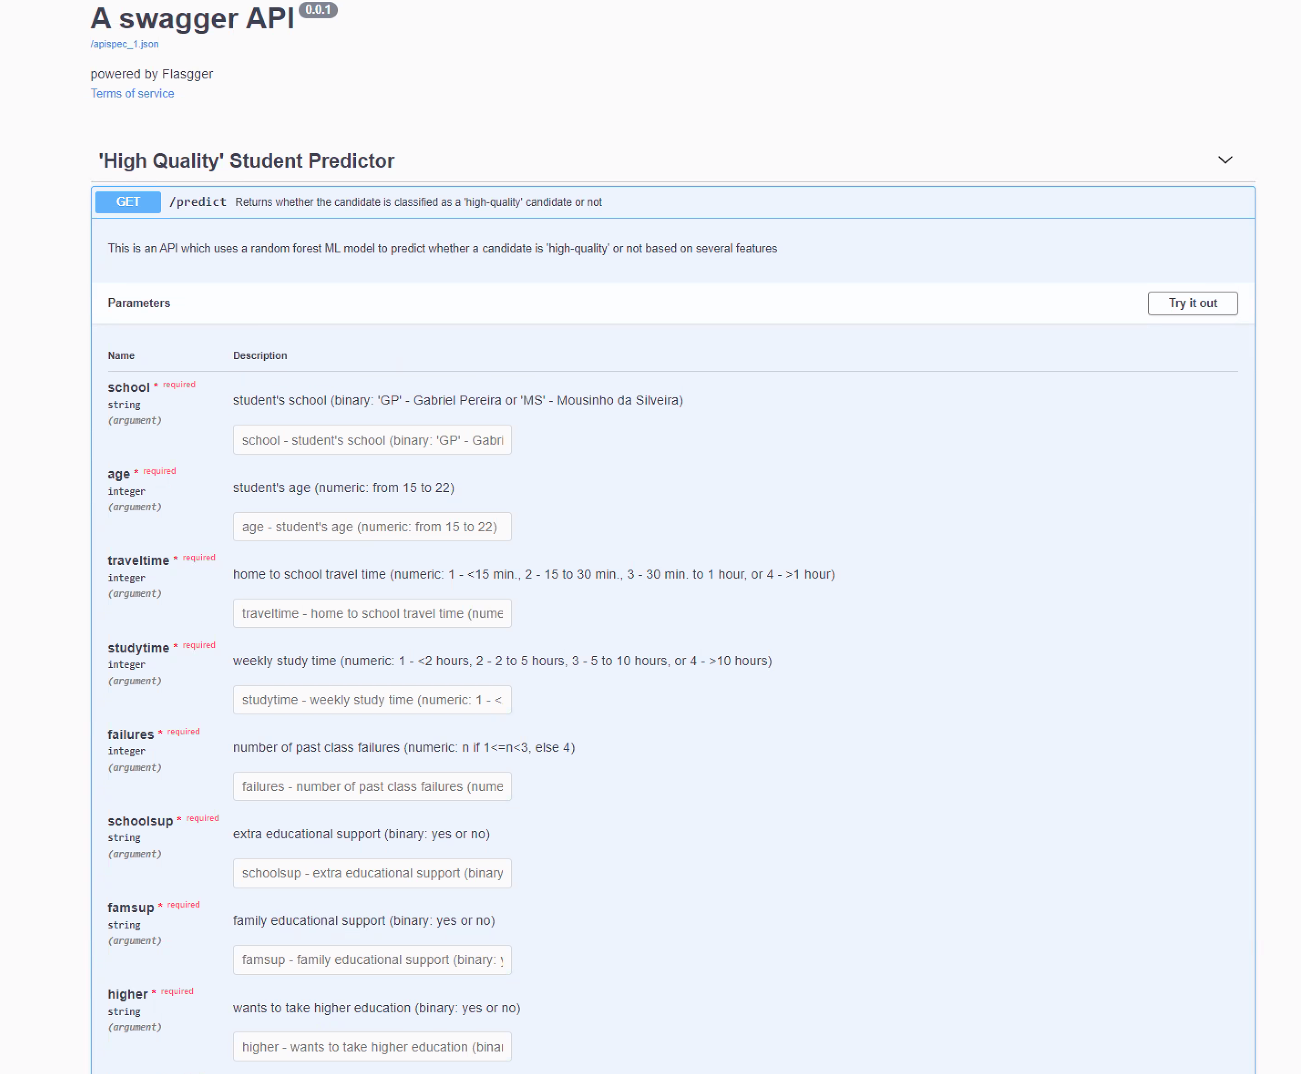 A swagger API 0.0.1
/apispec_1.json
powered by Flasgger
Terms of service
'High Quality' Student Predictor
GET /predict Returns whether the candidate is classified as a 'high-quality' candidate or not
This is an API which uses a random forest ML model to predict whether a candidate is 'high-quality' or not based on several features
Parameters Try it out
Name Description
school * required
string
(argument)
student's school (binary: 'GP' - Gabriel Pereira or 'MS' - Mousinho da Silveira)
school - student's school (binary: 'GP' - Gabri
age * required
integer
(argument)
student's age (numeric: from 15 to 22)
age - student's age (numeric: from 15 to 22)
traveltime * required
integer
(argument)
home to school travel time (numeric: 1 - <15 min., 2 - 15 to 30 min., 3 - 30 min. to 1 hour, or 4 - >1 hour)
traveltime - home to school travel time (nume
studytime * required
integer
(argument)
weekly study time (numeric: 1 - <2 hours, 2 - 2 to 5 hours, 3 - 5 to 10 hours, or 4 - >10 hours)
studytime - weekly study time (numeric: 1 - <
failures * required
integer
(argument)
number of past class failures (numeric: n if 1<=n<3, else 4)
failures - number of past class failures (nume
schoolsup * required
string
(argument)
extra educational support (binary: yes or no)
schoolsup - extra educational support (binary
famsup * required
string
(argument)
family educational support (binary: yes or no)
famsup - family educational support (binary: y
higher * required
string
(argument)
wants to take higher education (binary: yes or no)
higher - wants to take higher education (binar